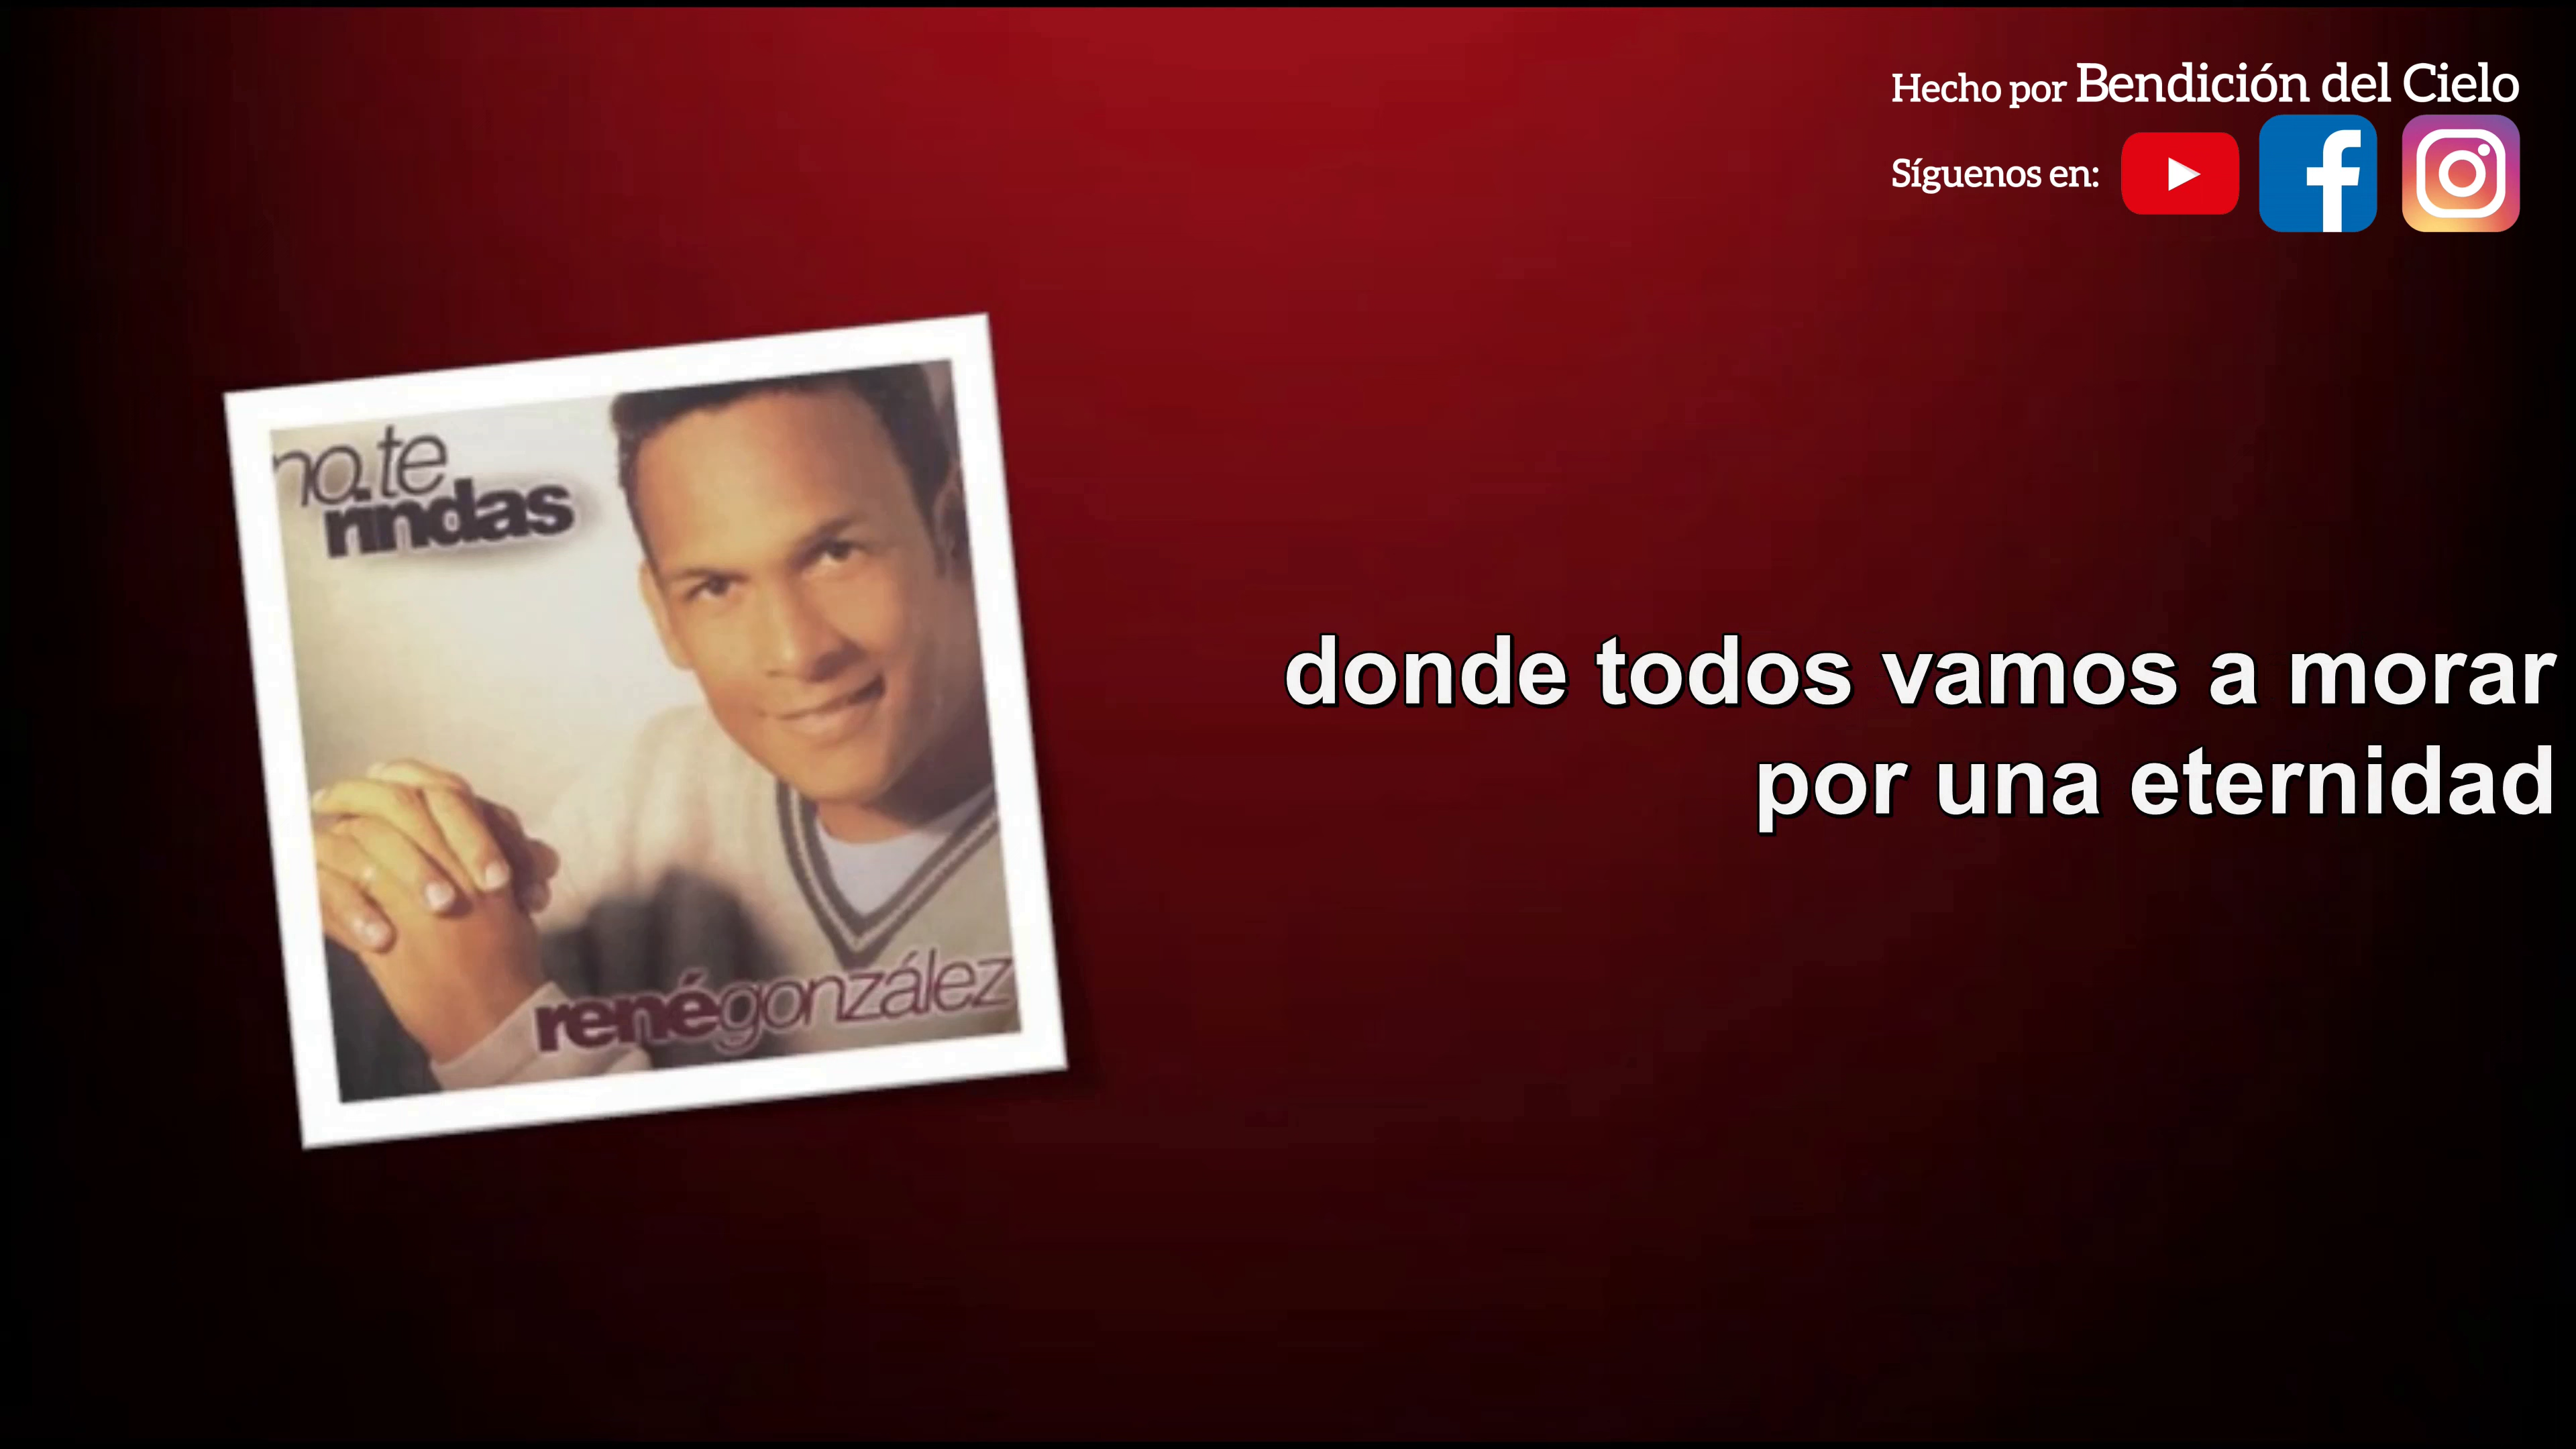 Hecho por Bendición del Cielo
Síguenos en:
no te
rindas
donde todos vamos a morar
por una eternidad
renégonzález